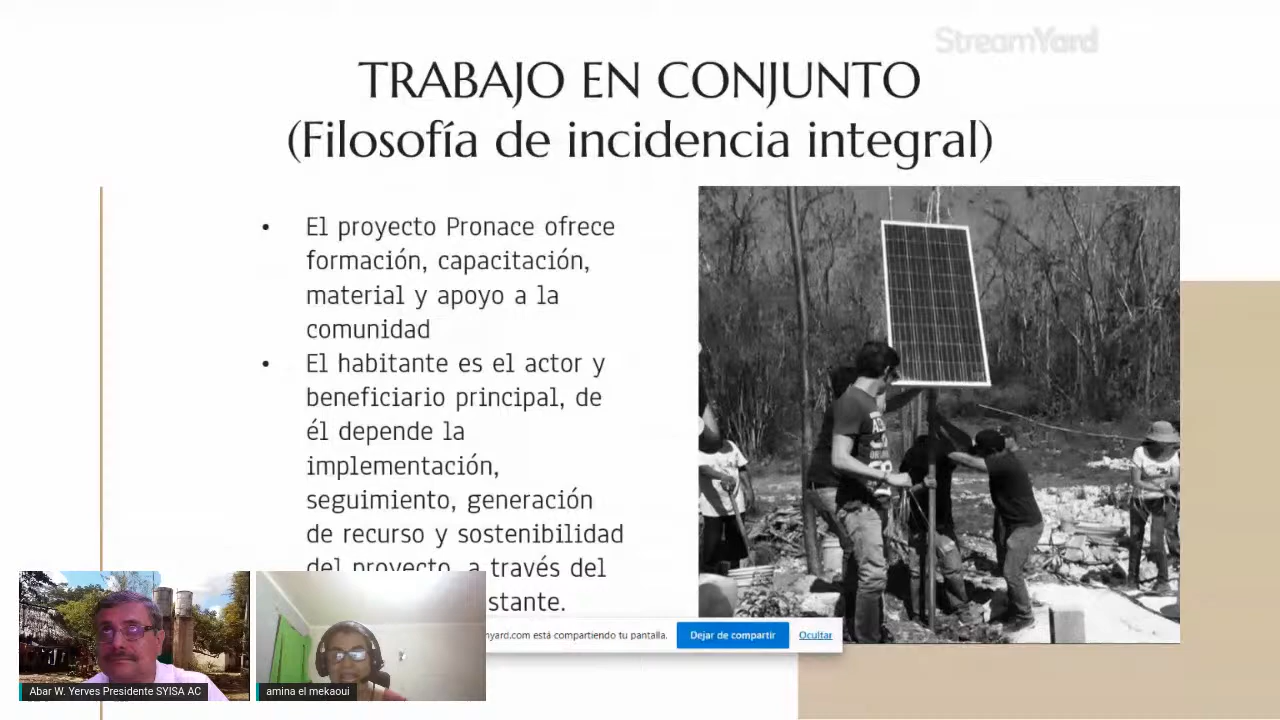 StreamYard
TRABAJO EN CONJUNTO
(Filosofía de incidencia integral)
• El proyecto Pronace ofrece
formación, capacitación,
material y apoyo a la
comunidad
• El habitante es el actor y
beneficiario principal, de
él depende la
implementación,
seguimiento, generación
de recurso y sostenibilidad
del proyecto, a través del
stante.
nyard.com está compartiendo tu pantalla.
Dejar de compartir
Ocultar
Abar W. Yerves Presidente SYISA AC
amina el mekaoui